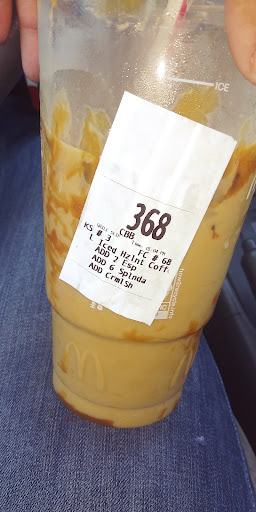 ICE
368
CBB
KS # 3 FC # 68
L Iced Hzlnt Coff
ADD 2 Esp
ADD 6 Splnda
ADD CrmlSh